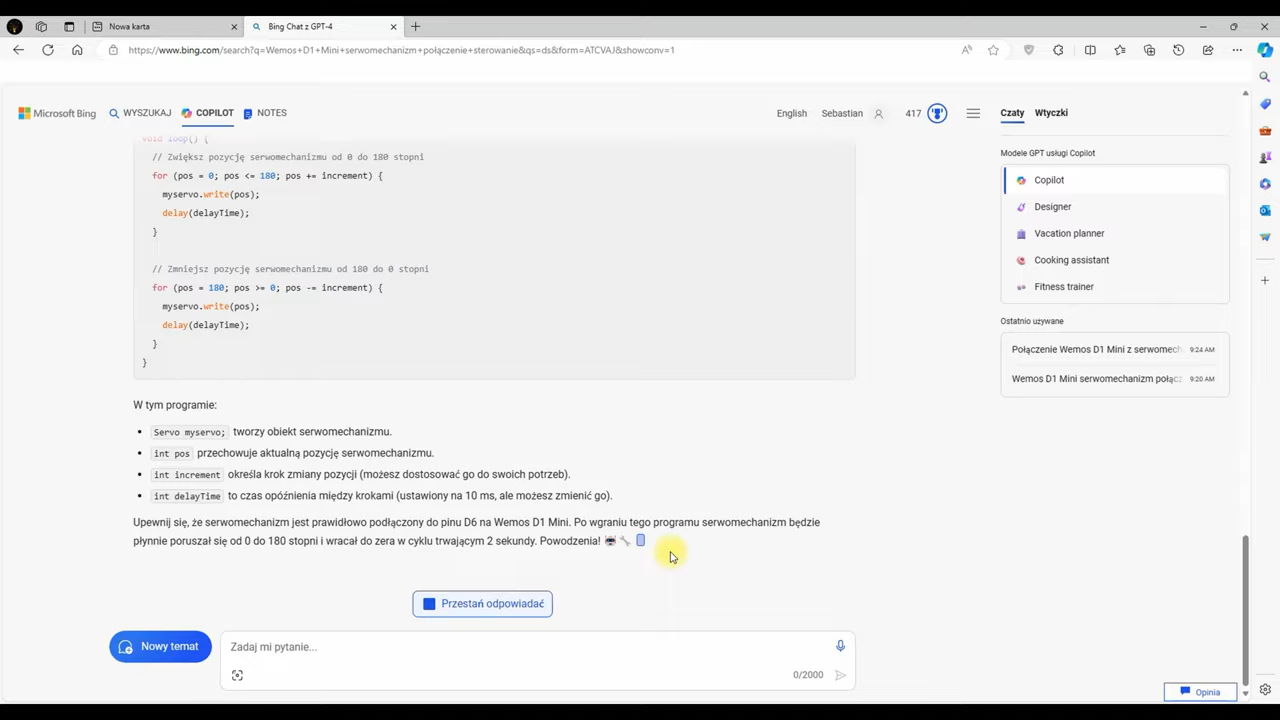 Nowa karta
Bing Chat z GPT-4
https://www.bing.com/search?q=Wemos+D1+Mini+serwomechanizm+połączenie+sterowanie&qs=ds&form=ATCVAJ&showconv=1
Microsoft Bing
WYSZUKAJ
COPILOT
NOTES
English
Sebastian
417
void loop() {
// Zwiększ pozycję serwomechanizmu od 0 do 180 stopni
for (pos = 0; pos <= 180; pos += increment) {
myservo.write(pos);
delay(delayTime);
}
// Zmniejsz pozycję serwomechanizmu od 180 do 0 stopni
for (pos = 180; pos >= 0; pos -= increment) {
myservo.write(pos);
delay(delayTime);
}
}
W tym programie:
• Servo myservo; tworzy obiekt serwomechanizmu.
• int pos przechowuje aktualną pozycję serwomechanizmu.
• int increment określa krok zmiany pozycji (możesz dostosować go do swoich potrzeb).
• int delayTime to czas opóźnienia między krokami (ustawiony na 10 ms, ale możesz zmienić go).
Upewnij się, że serwomechanizm jest prawidłowo podłączony do pinu D6 na Wemos D1 Mini. Po wgraniu tego programu serwomechanizm będzie
płynnie poruszał się od 0 do 180 stopni i wracał do zera w cyklu trwającym 2 sekundy. Powodzenia!
Przestań odpowiadać
Nowy temat
Zadaj mi pytanie...
0/2000
Czaty
Wtyczki
Modele GPT usługi Copilot
Copilot
Designer
Vacation planner
Cooking assistant
Fitness trainer
Ostatnio używane
Połączenie Wemos D1 Mini z serwomech 9:24 AM
Wemos D1 Mini serwomechanizm połąc 9:20 AM
Opinia